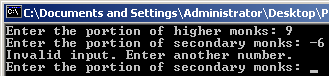 C:\Documents and Settings\Administrator\Desktop\P
Enter the portion of higher monks: 9
Enter the portion of secondary monks: -6
Invalid input. Enter another number.
Enter the portion of secondary monks: